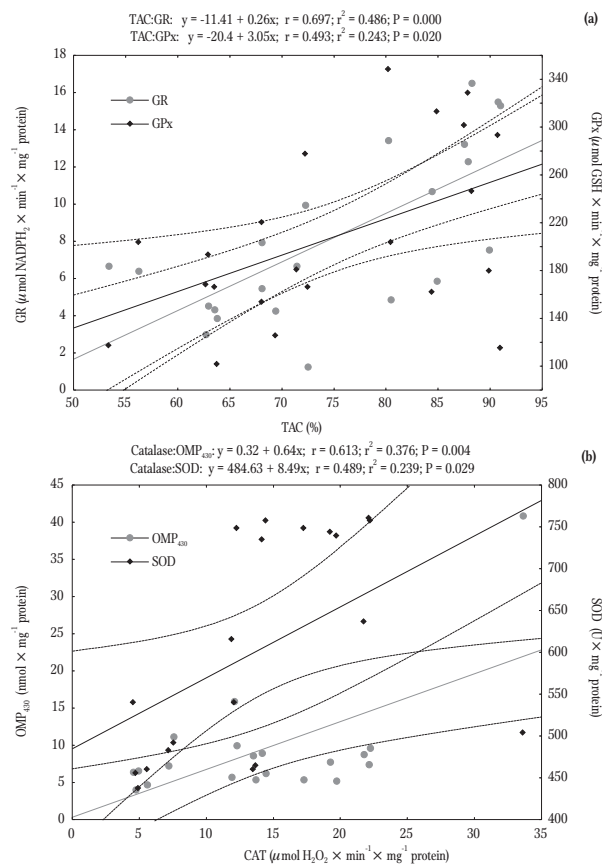 TAC:GR: y = -11.41 + 0.26x; r = 0.697; r² = 0.486; P = 0.000
(a)
TAC:GPx: y = -20.4 + 3.05x; r = 0.493; r² = 0.243; P = 0.020
18
16
14
12
10
8
6
4
2
0
GR (μmol NADPH₂ × min⁻¹ × mg⁻¹ protein)
GR
GPx
340
300
260
220
180
140
100
GPx (μmol GSH × min⁻¹ × mg⁻¹ protein)
50 55 60 65 70 75 80 85 90 95
TAC (%)
Catalase:OMP₄₃₀: y = 0.32 + 0.64x; r = 0.613; r² = 0.376; P = 0.004
(b)
Catalase:SOD: y = 484.63 + 8.49x; r = 0.489; r² = 0.239; P = 0.029
45
40
35
30
25
20
15
10
5
0
OMP₄₃₀ (nmol × mg⁻¹ protein)
OMP₄₃₀
SOD
800
750
700
650
600
550
500
450
400
SOD (U × mg⁻¹ protein)
0 5 10 15 20 25 30 35
CAT (μmol H₂O₂ × min⁻¹ × mg⁻¹ protein)